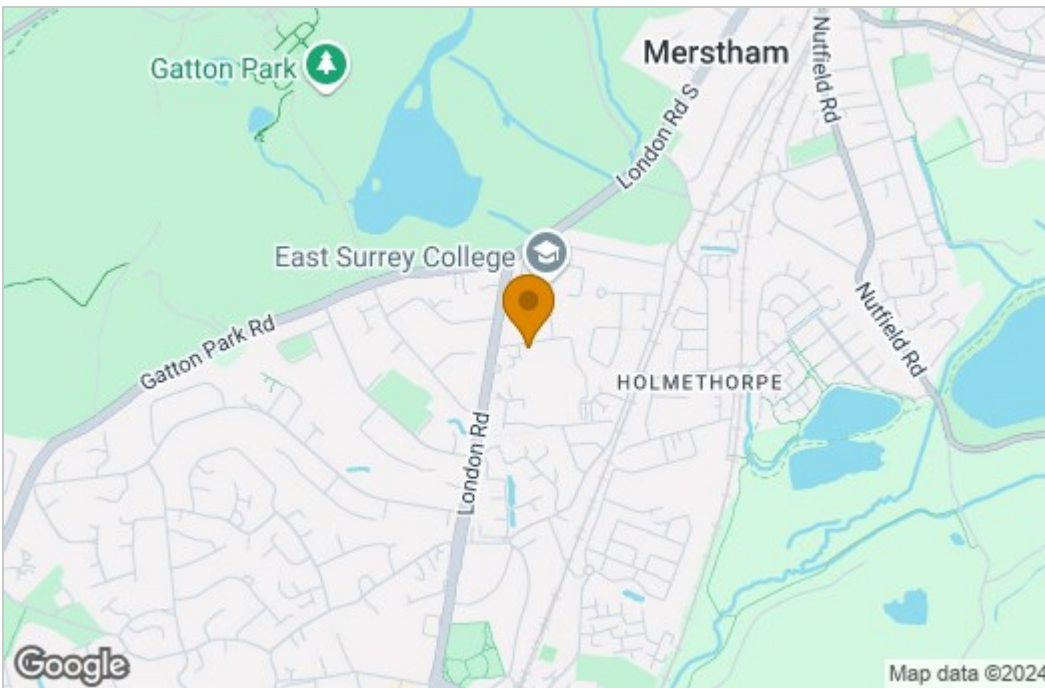 Merstham
Nutfield Rd
Gatton Park
London Rd S
East Surrey College
Gatton Park Rd
Nutfield Rd
HOLMETHORPE
London Rd
Google
Map data ©2024